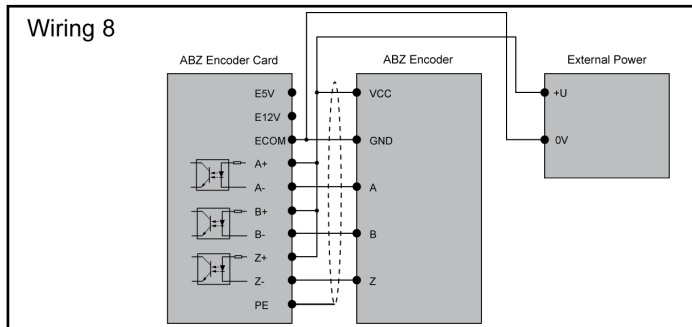 Wiring 8
ABZ Encoder Card
ABZ Encoder
External Power
E5V
VCC
+U
E12V
ECOM
GND
0V
A+
A-
A
B+
B-
B
Z+
Z-
Z
PE